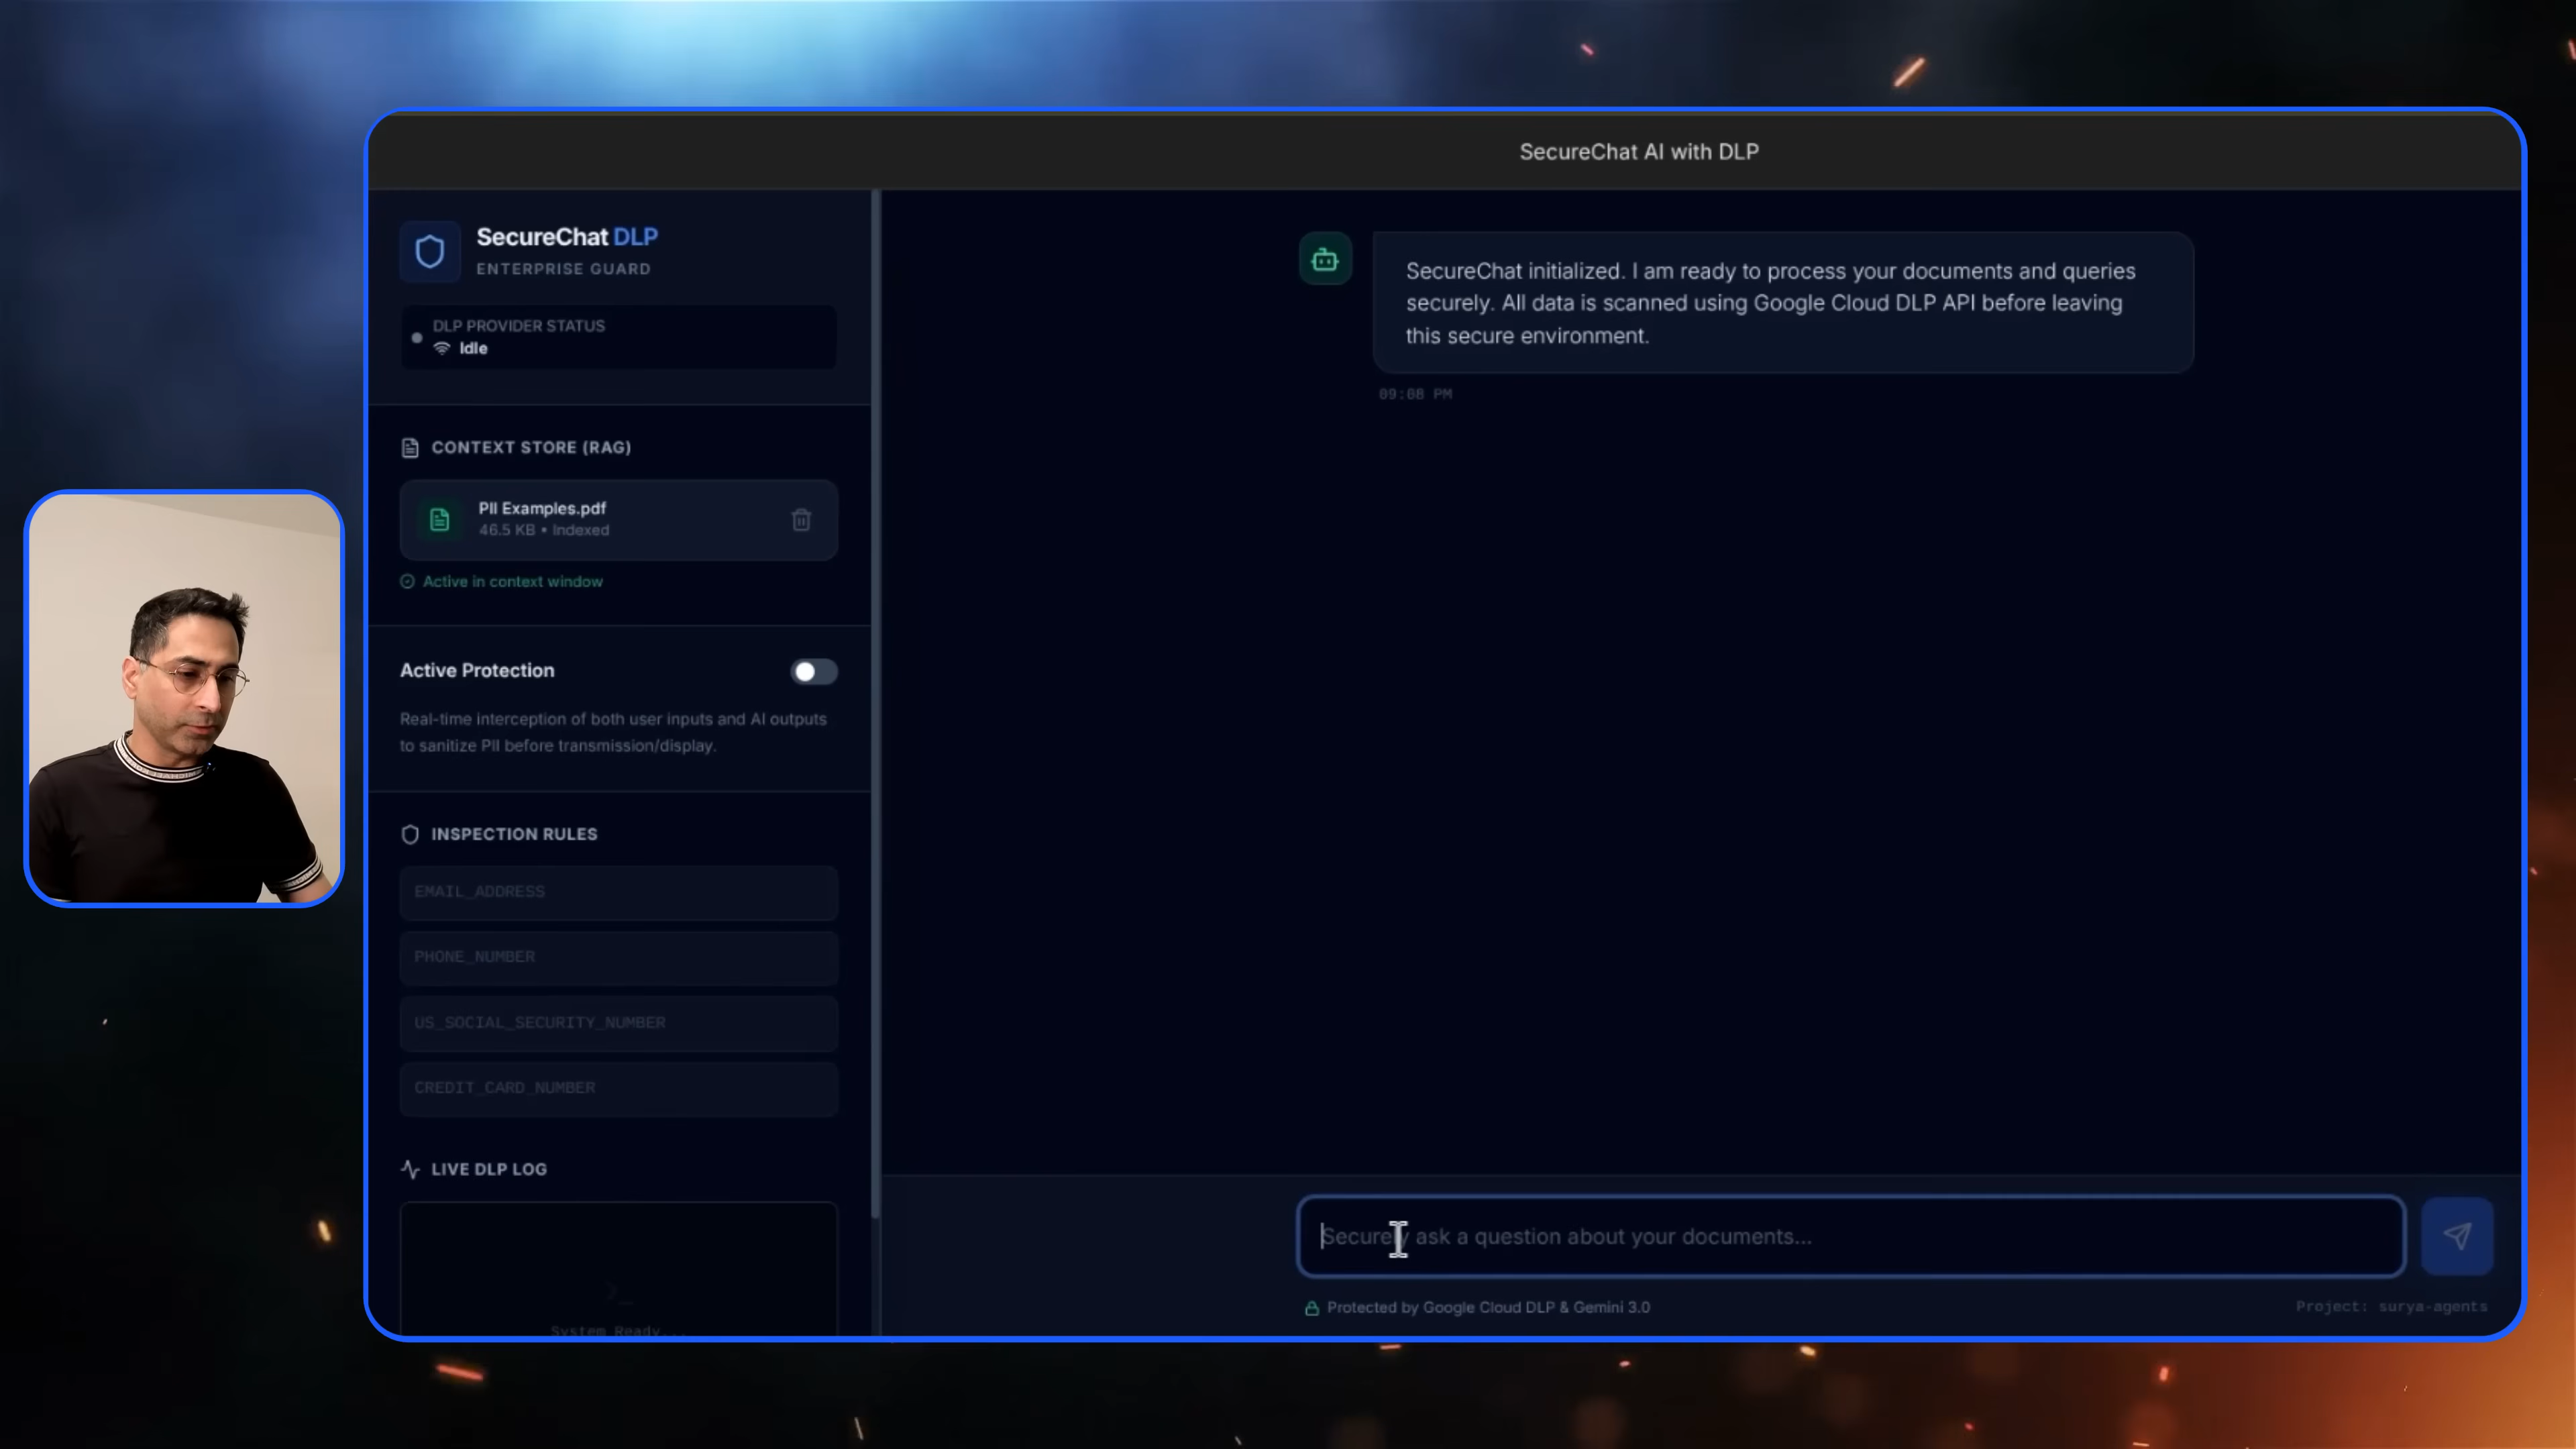 SecureChat AI with DLP
SecureChat DLP
ENTERPRISE GUARD
DLP PROVIDER STATUS
Idle
CONTEXT STORE (RAG)
PII Examples.pdf
46.5 KB • Indexed
Active in context window
Active Protection
Real-time interception of both user inputs and AI outputs
to sanitize PII before transmission/display.
INSPECTION RULES
EMAIL_ADDRESS
PHONE_NUMBER
US_SOCIAL_SECURITY_NUMBER
CREDIT_CARD_NUMBER
LIVE DLP LOG
>_
System Ready...
SecureChat initialized. I am ready to process your documents and queries
securely. All data is scanned using Google Cloud DLP API before leaving
this secure environment.
PM
Securely ask a question about your documents...
Protected by Google Cloud DLP & Gemini 3.0
Project: surya-agents